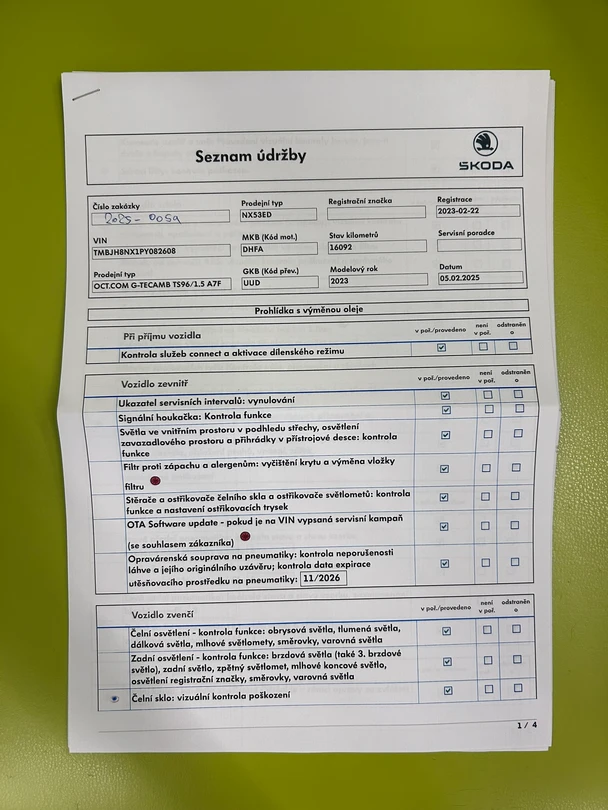 Seznam údržby
ŠKODA
Číslo zakázky
2025-0059
Prodejní typ
NX53ED
Registrační značka
Registrace
2023-02-22
VIN
TMBJH8NX1PY082608
MKB (Kód mot.)
DHFA
Stav kilometrů
16092
Servisní poradce
Prodejní typ
OCT.COM G-TECAMB TS96/1.5 A7F
GKB (Kód přev.)
UUD
Modelový rok
2023
Datum
05.02.2025
Prohlídka s výměnou oleje
Při příjmu vozidla
v poř./provedeno
není v poř.
odstraněn
o
Kontrola služeb connect a aktivace dílenského režimu
Vozidlo zevnitř
v poř./provedeno
není v poř.
odstraněn
o
Ukazatel servisních intervalů: vynulování
Signální houkačka: Kontrola funkce
Světla ve vnitřním prostoru v podhledu střechy, osvětlení
zavazadlového prostoru a přihrádky v přístrojové desce: kontrola
funkce
Filtr proti zápachu a alergenům: vyčištění krytu a výměna vložky
filtru
Stěrače a ostřikovače čelního skla a ostřikovače světlometů: kontrola
funkce a nastavení ostřikovacích trysek
OTA Software update - pokud je na VIN vypsaná servisní kampaň
(se souhlasem zákazníka)
Opravárenská souprava na pneumatiky: kontrola neporušenosti
láhve a jejího originálního uzávěru; kontrola data expirace
utěsňovacího prostředku na pneumatiky: 11/2026
Vozidlo zvenčí
v poř./provedeno
není v poř.
odstraněn
o
Čelní osvětlení - kontrola funkce: obrysová světla, tlumená světla,
dálková světla, mlhové světlomety, směrovky, varovná světla
Zadní osvětlení - kontrola funkce: brzdová světla (také 3. brzdové
světlo), zadní světlo, zpětný světlomet, mlhové koncové světlo,
osvětlení registrační značky, směrovky, varovná světla
Čelní sklo: vizuální kontrola poškození
1 / 4